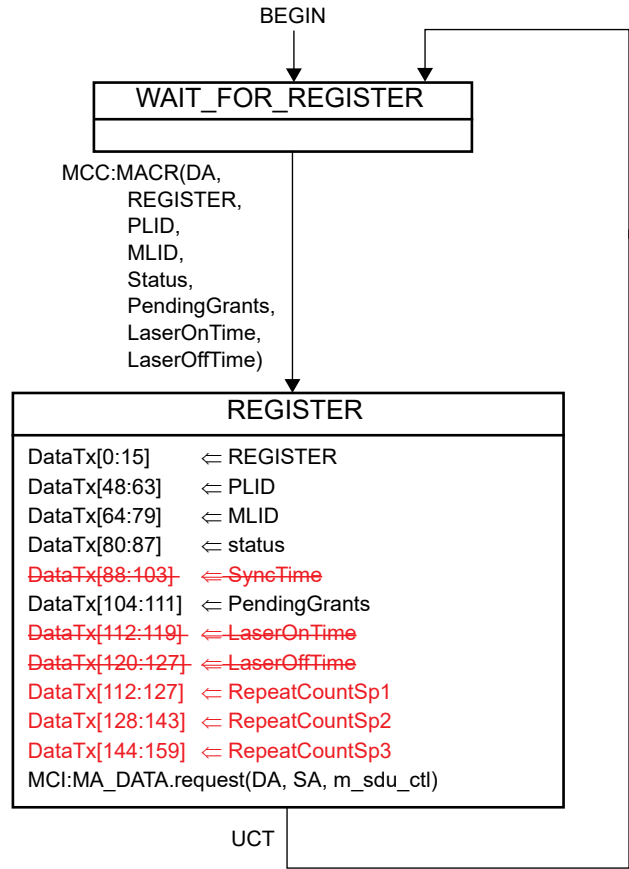 BEGIN
WAIT_FOR_REGISTER
MCC:MACR(DA,
REGISTER,
PLID,
MLID,
Status,
PendingGrants,
LaserOnTime,
LaserOffTime)
REGISTER
DataTx[0:15] ⇐ REGISTER
DataTx[48:63] ⇐ PLID
DataTx[64:79] ⇐ MLID
DataTx[80:87] ⇐ status
DataTx[88:103] ⇐ SyncTime
DataTx[104:111] ⇐ PendingGrants
DataTx[112:119] ⇐ LaserOnTime
DataTx[120:127] ⇐ LaserOffTime
DataTx[112:127] ⇐ RepeatCountSp1
DataTx[128:143] ⇐ RepeatCountSp2
DataTx[144:159] ⇐ RepeatCountSp3
MCI:MA_DATA.request(DA, SA, m_sdu_ctl)
UCT